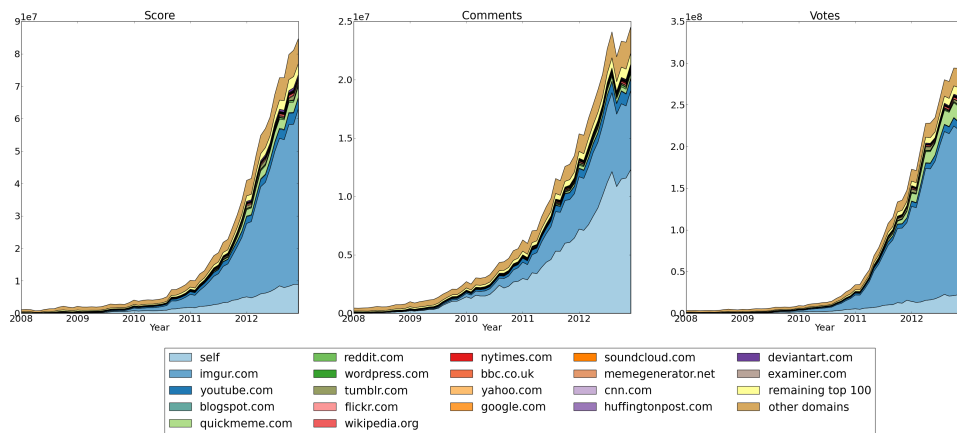 Score
1e7
9
8
7
6
5
4
3
2
1
0
2008 2009 2010 2011 2012
Year
Comments
1e7
2.5
2.0
1.5
1.0
0.5
0.0
2008 2009 2010 2011 2012
Year
Votes
1e8
3.5
3.0
2.5
2.0
1.5
1.0
0.5
0.0
2008 2009 2010 2011 2012
Year
self reddit.com nytimes.com soundcloud.com deviantart.com
imgur.com wordpress.com bbc.co.uk memegenerator.net examiner.com
youtube.com tumblr.com yahoo.com cnn.com remaining top 100
blogspot.com flickr.com google.com huffingtonpost.com other domains
quickmeme.com wikipedia.org